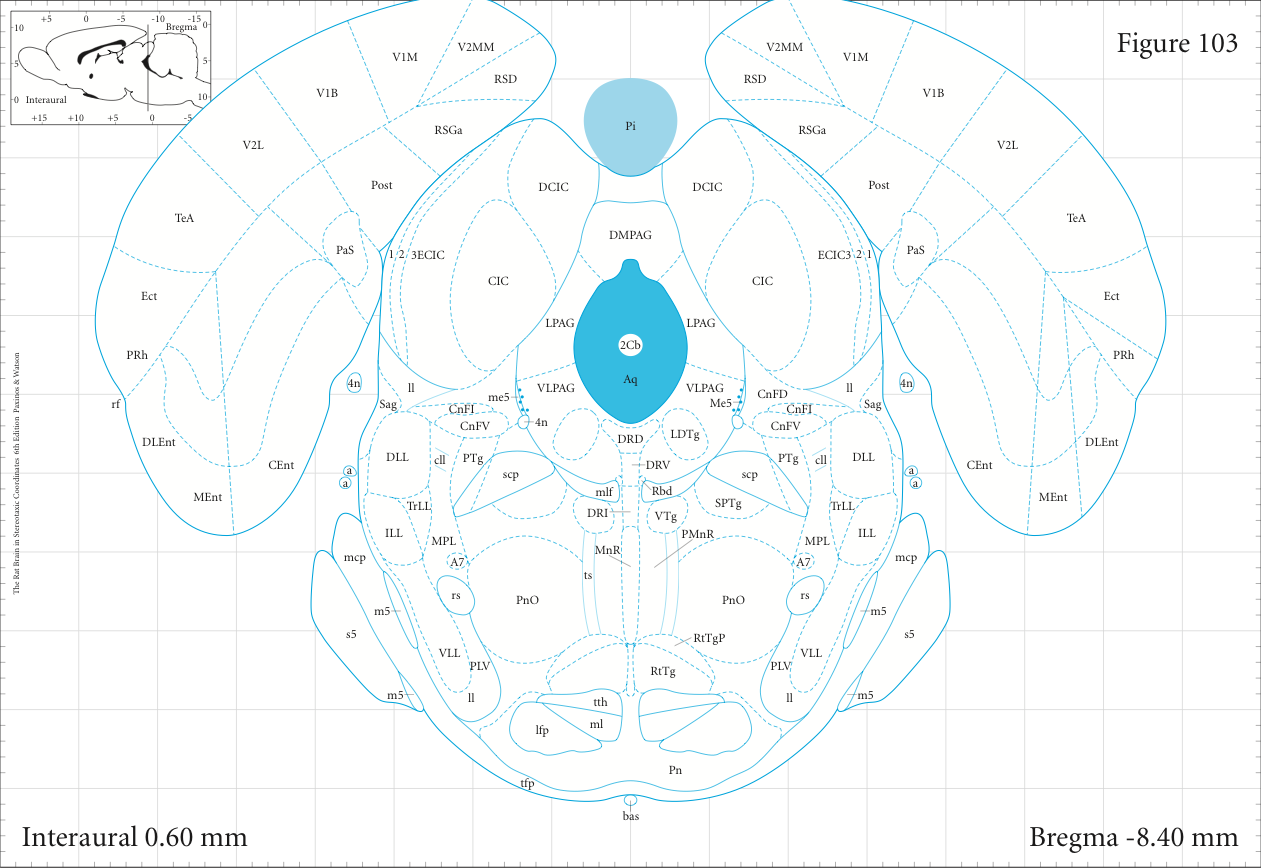 +5 0 -5 -10 -15
Bregma
10 0
5 5
0 10
Interaural
+15 +10 +5 0 -5
Figure 103
V2MM V2MM
V1M V1M
RSD RSD
V1B V1B
Pi
RSGa RSGa
V2L V2L
Post DCIC DCIC Post
TeA TeA
DMPAG
PaS 1 2 3ECIC ECIC3 2 1 PaS
CIC CIC
Ect Ect
LPAG LPAG
2Cb
PRh PRh
Aq
4n ll VLPAG VLPAG ll 4n
me5 Me5 CnFD
rf Sag CnFI CnFI Sag
4n
CnFV CnFV
DLEnt DRD LDTg DLEnt
DLL cll PTg PTg cll DLL
CEnt DRV CEnt
a scp scp a
a a
MEnt mlf Rbd MEnt
TrLL SPTg TrLL
DRI VTg
ILL MPL PMnR MPL ILL
MnR
mcp A7 A7 mcp
ts
rs PnO PnO rs
m5 m5
s5 s5
RtTgP
VLL VLL
PLV RtTg PLV
m5 ll ll m5
tth
ml
lfp
Pn
tfp
bas
The Rat Brain in Stereotaxic Coordinates 6th Edition Paxinos & Watson
Interaural 0.60 mm
Bregma -8.40 mm